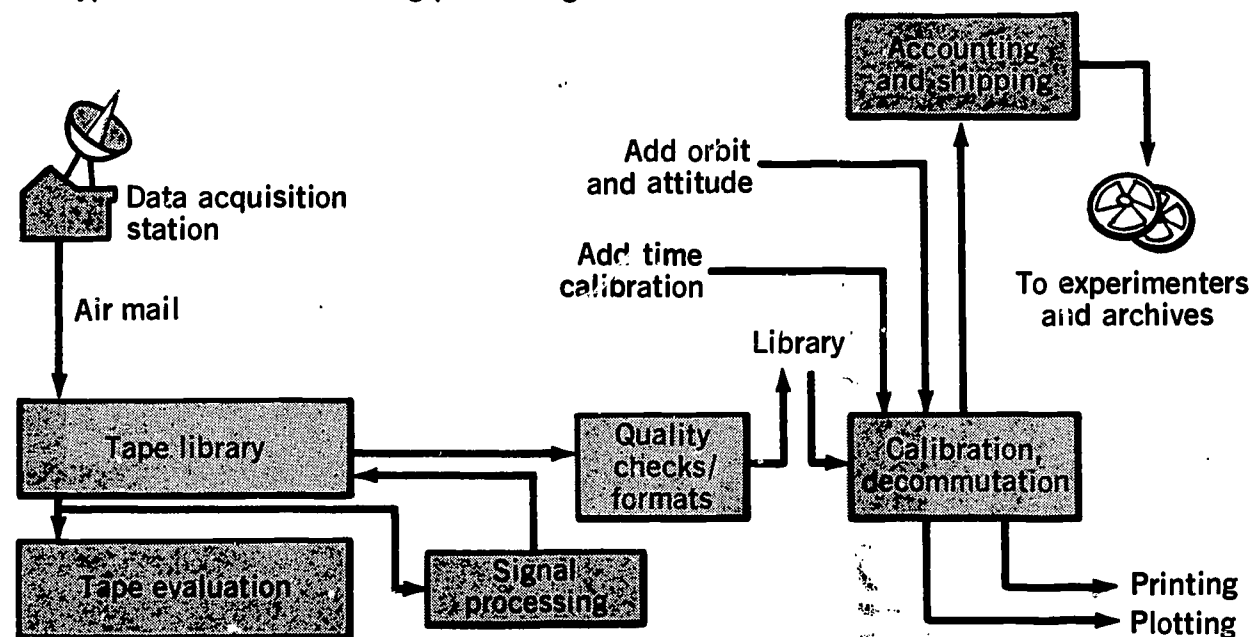 Accounting
and shipping
Add orbit
and attitude
Data acquisition
station
Add time
calibration
To experimenters
and archives
Air mail
Library
Tape library
Quality
checks/
formats
Calibration,
decommutation
Tape evaluation
Signal
processing
Printing
Plotting